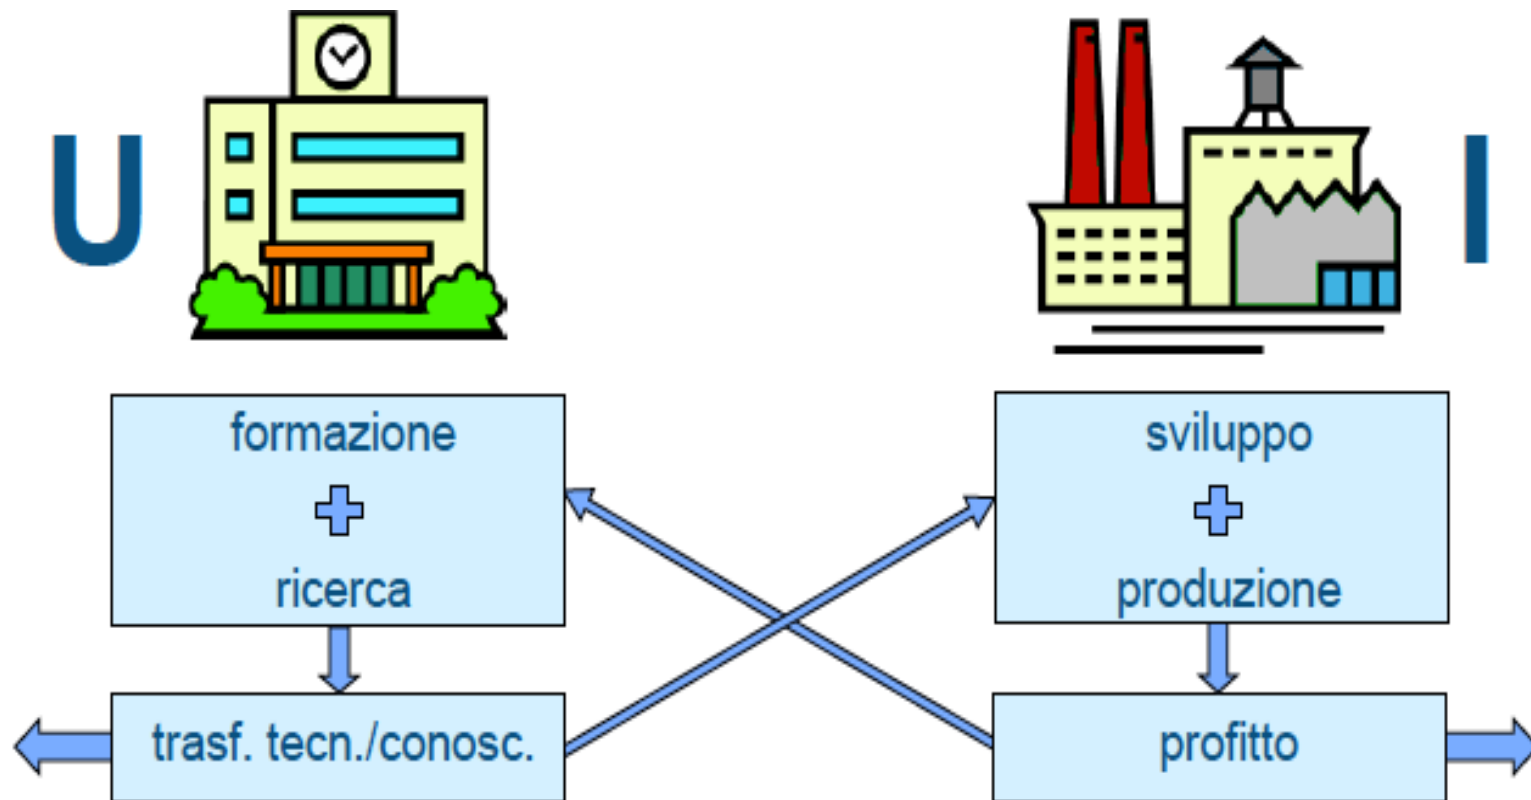 U
I
formazione
ricerca
trasf. tecn./conosc.
sviluppo
produzione
profitto